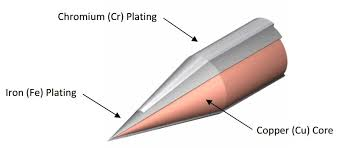 Chromium (Cr) Plating
Iron (Fe) Plating
Copper (Cu) Core